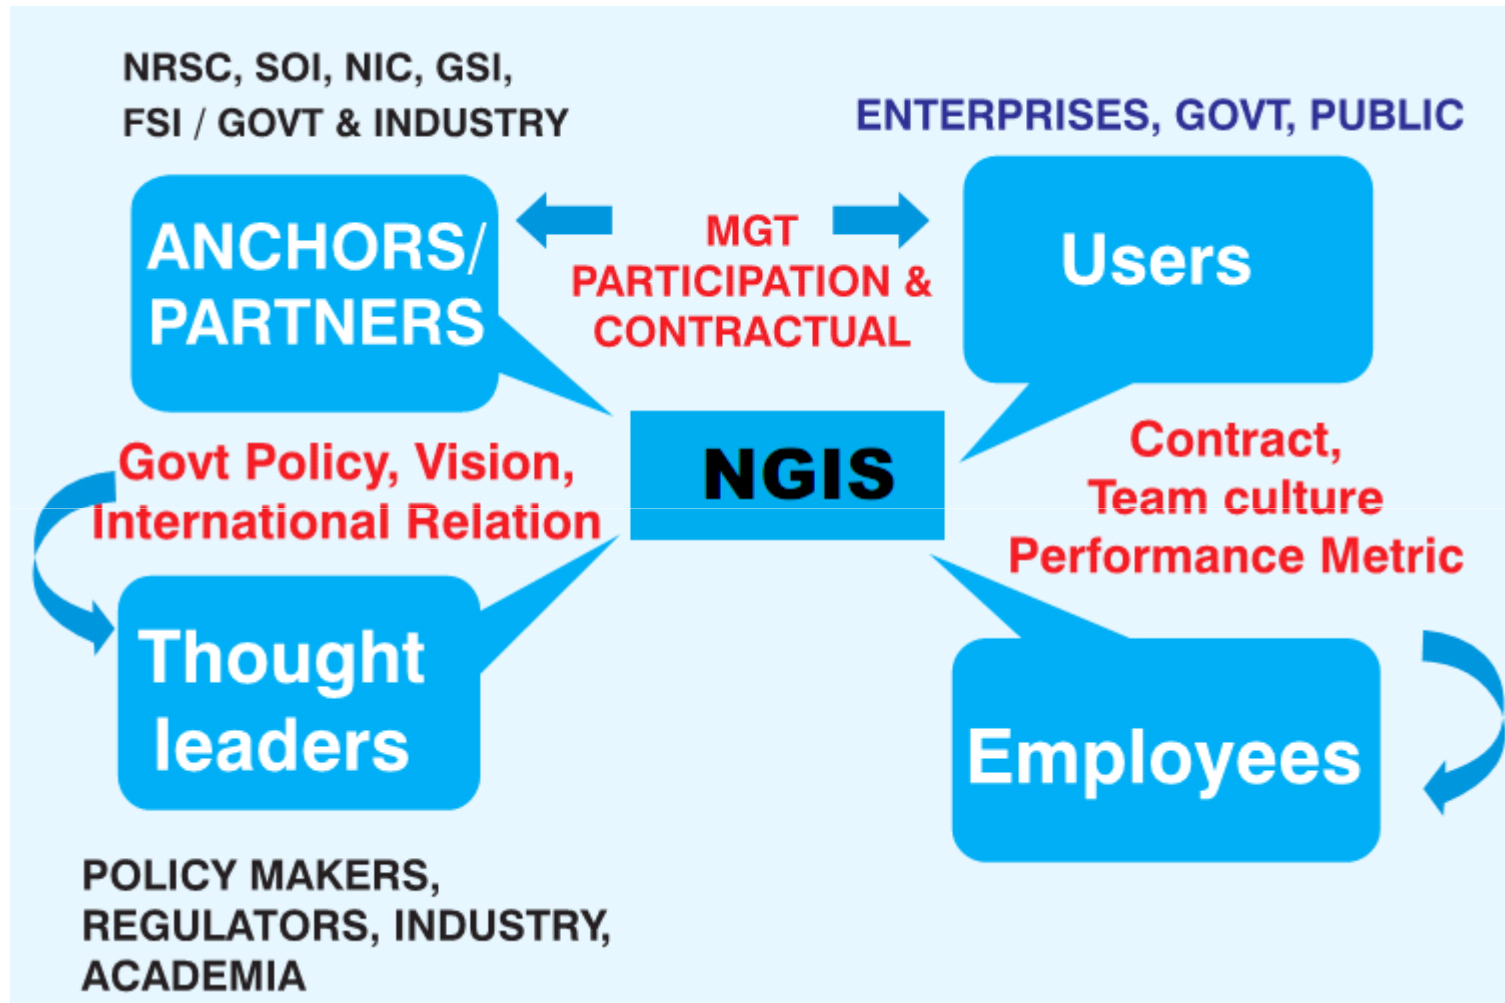 NRSC, SOI, NIC, GSI,
FSI / GOVT & INDUSTRY
ENTERPRISES, GOVT, PUBLIC
ANCHORS/
PARTNERS
MGT
PARTICIPATION &
CONTRACTUAL
Users
Govt Policy, Vision,
International Relation
NGIS
Contract,
Team culture
Performance Metric
Thought
leaders
Employees
POLICY MAKERS,
REGULATORS, INDUSTRY,
ACADEMIA